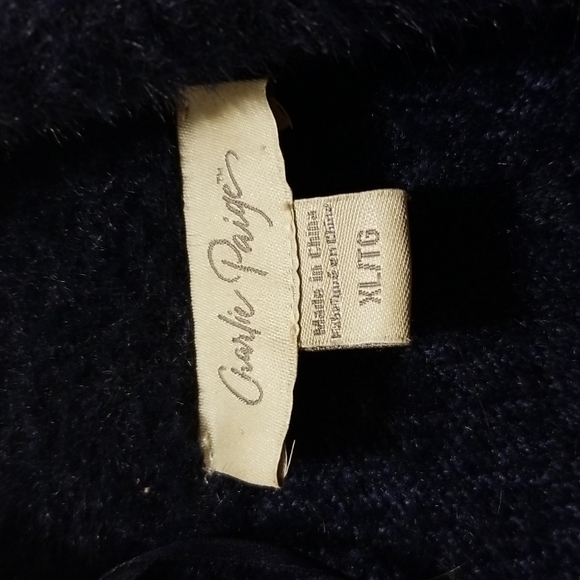 Charlie Paige™
Made in China
Fabriqué en Chine
XL/TG